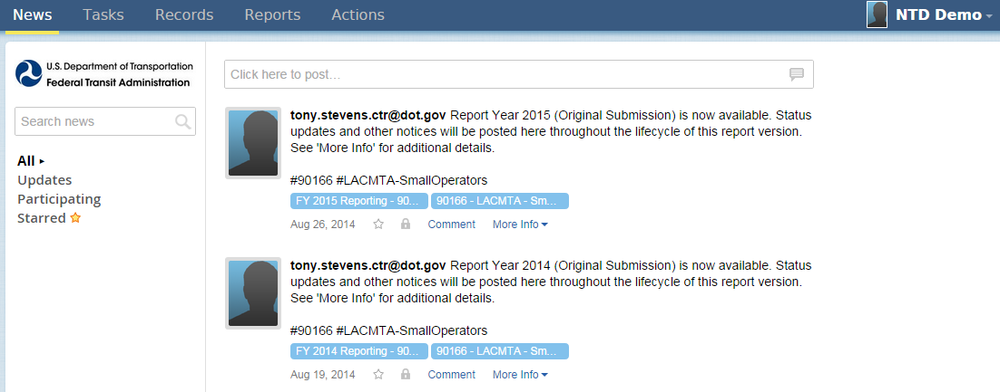 News Tasks Records Reports Actions NTD Demo
U.S. Department of Transportation
Federal Transit Administration
Search news
All
Updates
Participating
Starred
Click here to post...
tony.stevens.ctr@dot.gov Report Year 2015 (Original Submission) is now available. Status
updates and other notices will be posted here throughout the lifecycle of this report version.
See 'More Info' for additional details.
#90166 #LACMTA-SmallOperators
FY 2015 Reporting - 90... 90166 - LACMTA - Sm...
Aug 26, 2014 Comment More Info
tony.stevens.ctr@dot.gov Report Year 2014 (Original Submission) is now available. Status
updates and other notices will be posted here throughout the lifecycle of this report version.
See 'More Info' for additional details.
#90166 #LACMTA-SmallOperators
FY 2014 Reporting - 90... 90166 - LACMTA - Sm...
Aug 19, 2014 Comment More Info